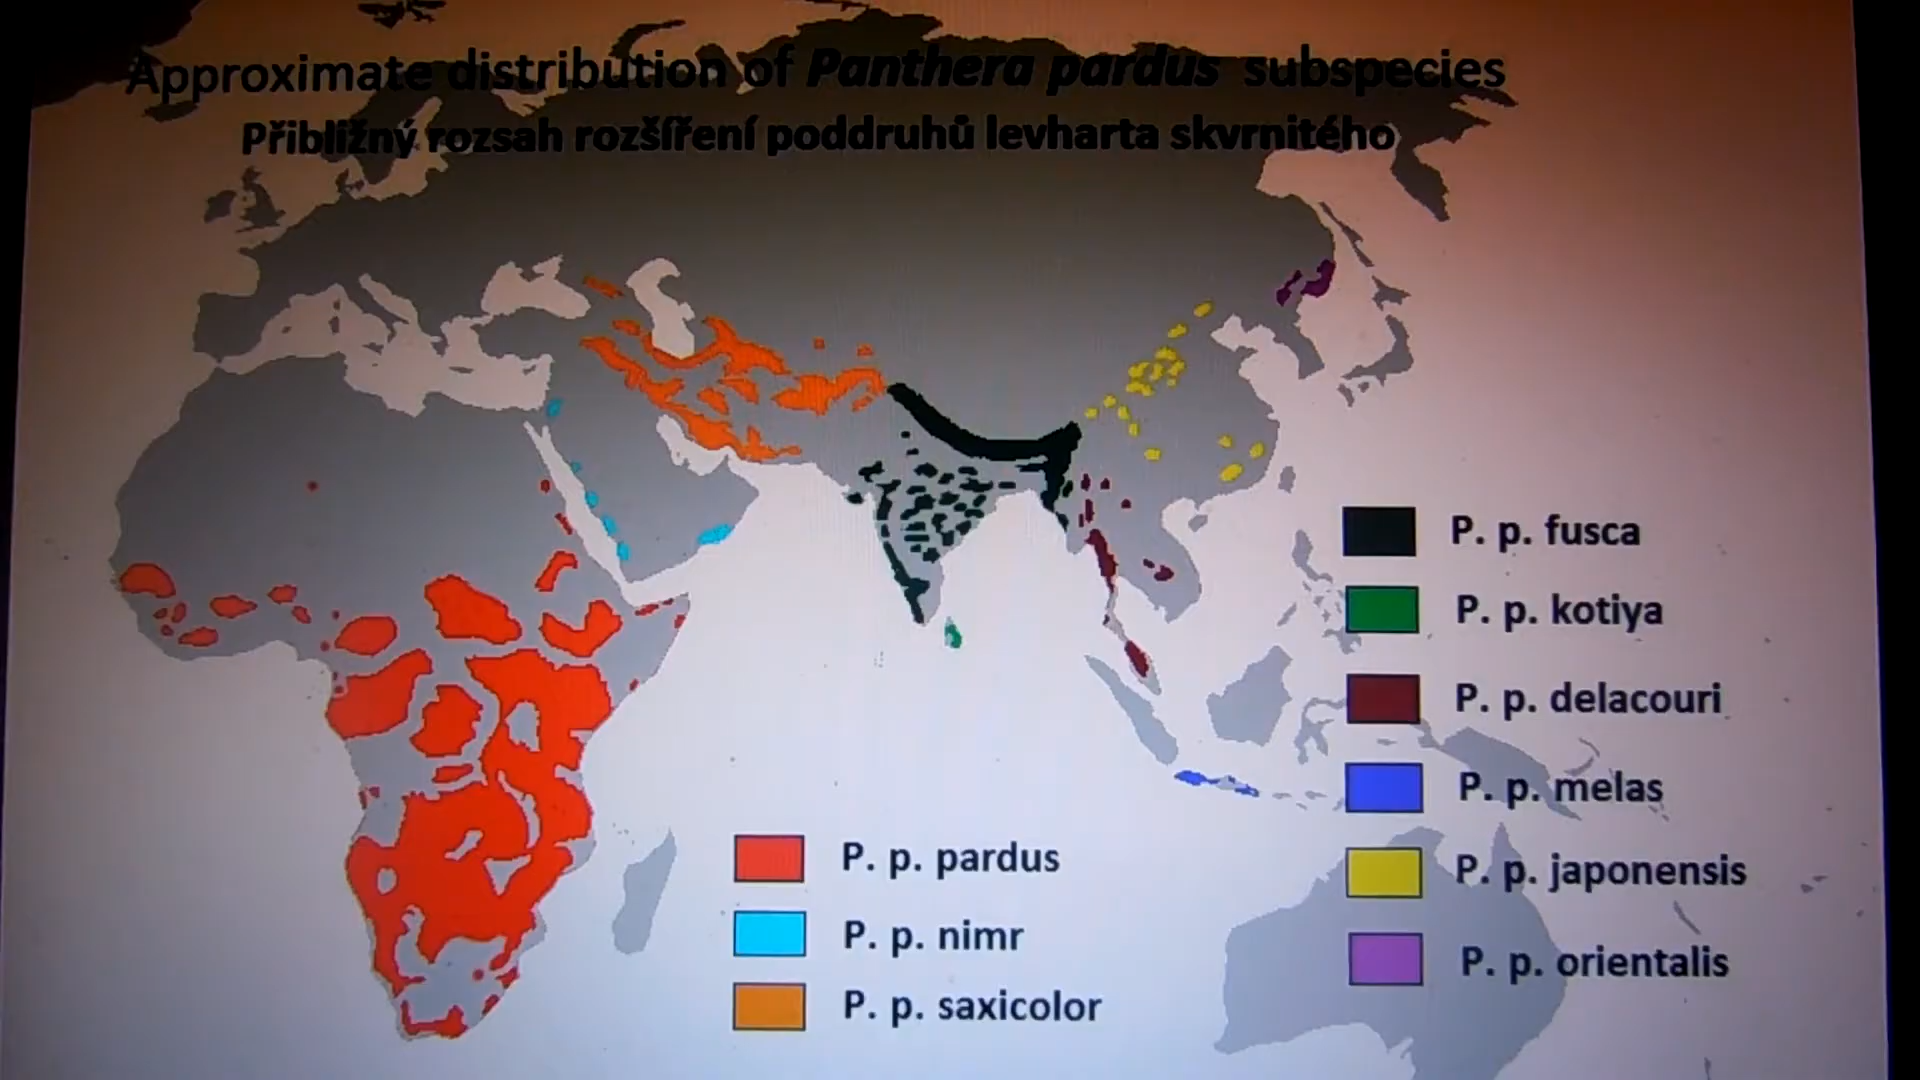 Approximate distribution of Panthera pardus subspecies
Přibližný rozsah rozšíření poddruhů levharta skvrnitého
P. p. fusca
P. p. kotiya
P. p. delacouri
P. p. melas
P. p. japonensis
P. p. orientalis
P. p. pardus
P. p. nimr
P. p. saxicolor